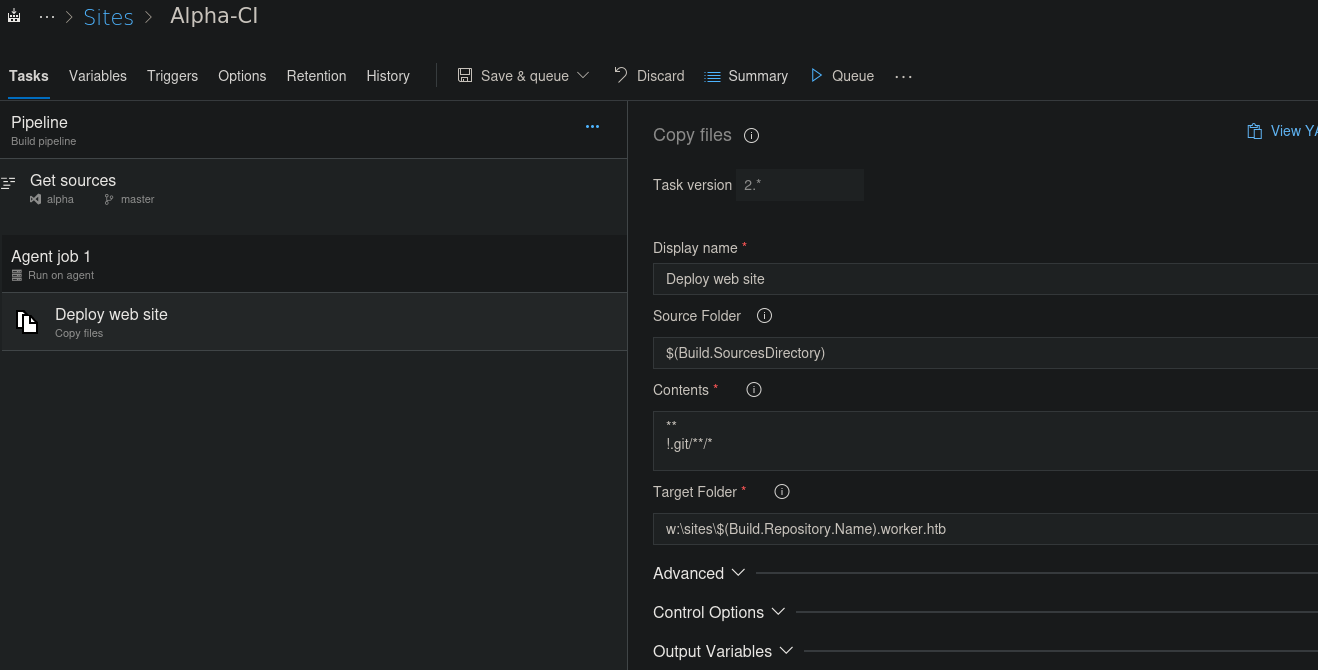 ··· > Sites > Alpha-CI
Tasks Variables Triggers Options Retention History Save & queue Discard Summary Queue ···
Pipeline ···
Build pipeline
Get sources
alpha master
Agent job 1
Run on agent
Deploy web site
Copy files
Copy files
View YA
Task version 2.*
Display name *
Deploy web site
Source Folder
$(Build.SourcesDirectory)
Contents *
**
!.git/**/*
Target Folder *
w:\sites\$(Build.Repository.Name).worker.htb
Advanced
Control Options
Output Variables